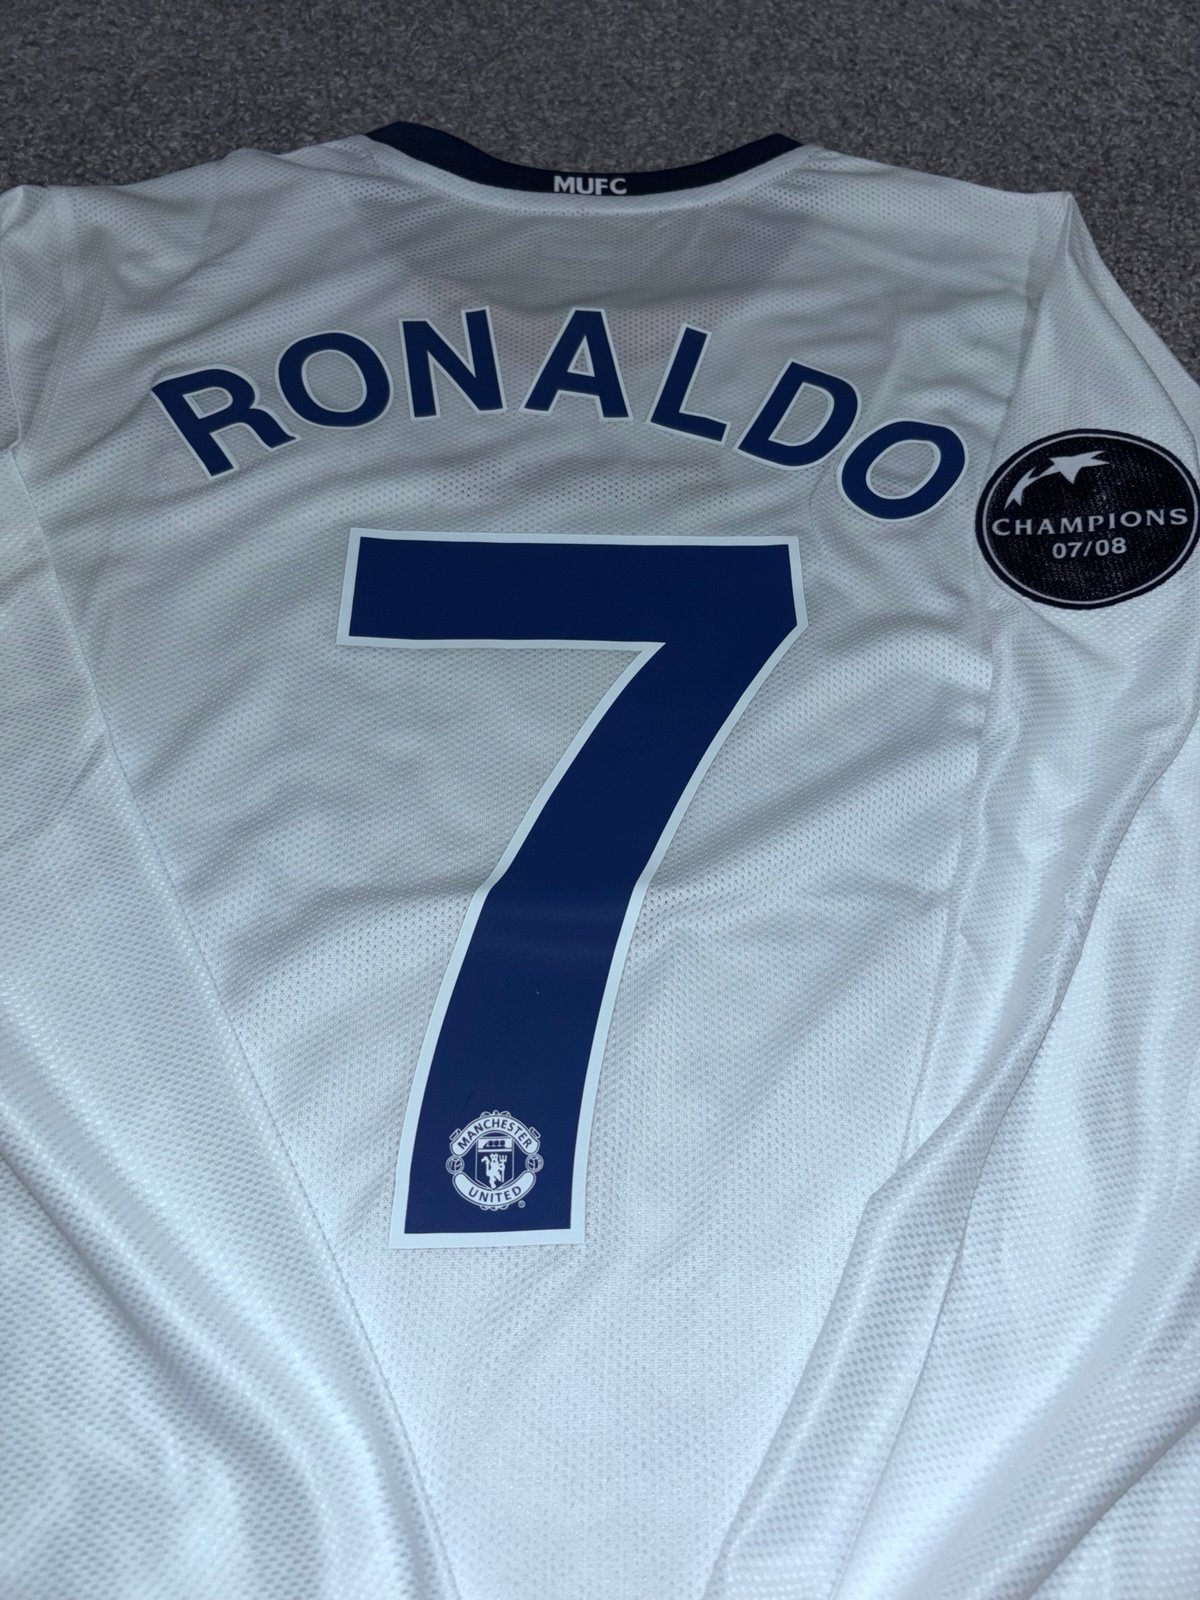 MUFC
RONALDO
CHAMPIONS
07/08
7
MANCHESTER
UNITED